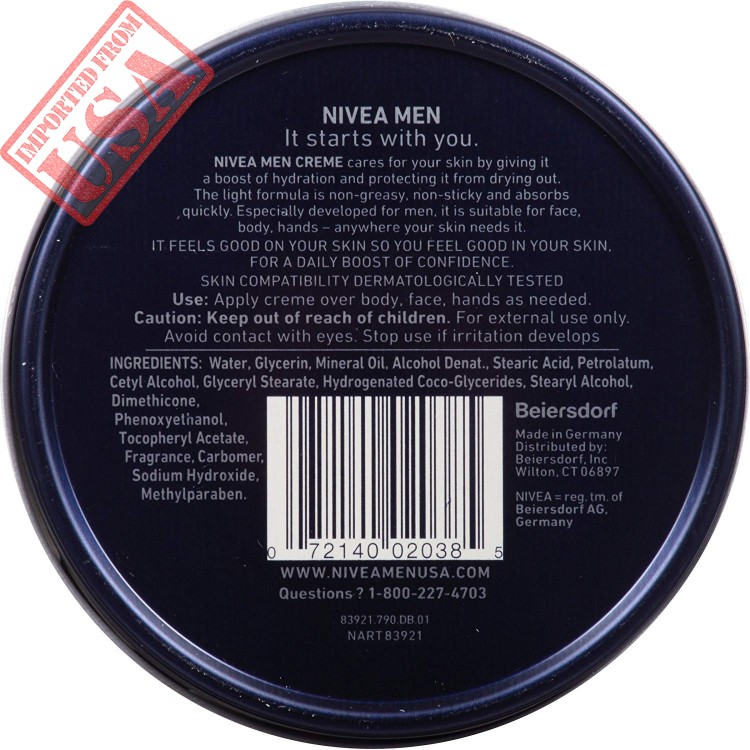 IMPORTED FROM
USA
NIVEA MEN
It starts with you.
NIVEA MEN CREME cares for your skin by giving it
a boost of hydration and protecting it from drying out.
The light formula is non-greasy, non-sticky and absorbs
quickly. Especially developed for men, it is suitable for face,
body, hands – anywhere your skin needs it.
IT FEELS GOOD ON YOUR SKIN SO YOU FEEL GOOD IN YOUR SKIN,
FOR A DAILY BOOST OF CONFIDENCE.
SKIN COMPATIBILITY DERMATOLOGICALLY TESTED
Use: Apply creme over body, face, hands as needed.
Caution: Keep out of reach of children. For external use only.
Avoid contact with eyes. Stop use if irritation develops
INGREDIENTS: Water, Glycerin, Mineral Oil, Alcohol Denat., Stearic Acid, Petrolatum,
Cetyl Alcohol, Glyceryl Stearate, Hydrogenated Coco-Glycerides, Stearyl Alcohol,
Dimethicone,
Phenoxyethanol,
Tocopheryl Acetate,
Fragrance, Carbomer,
Sodium Hydroxide,
Methylparaben.
Beiersdorf
Made in Germany
Distributed by:
Beiersdorf, Inc
Wilton, CT 06897
NIVEA = reg. tm. of
Beiersdorf AG,
Germany
0 72140 02038 5
WWW.NIVEAMENUSA.COM
Questions? 1-800-227-4703
83921.790.DB.01
NART 83921